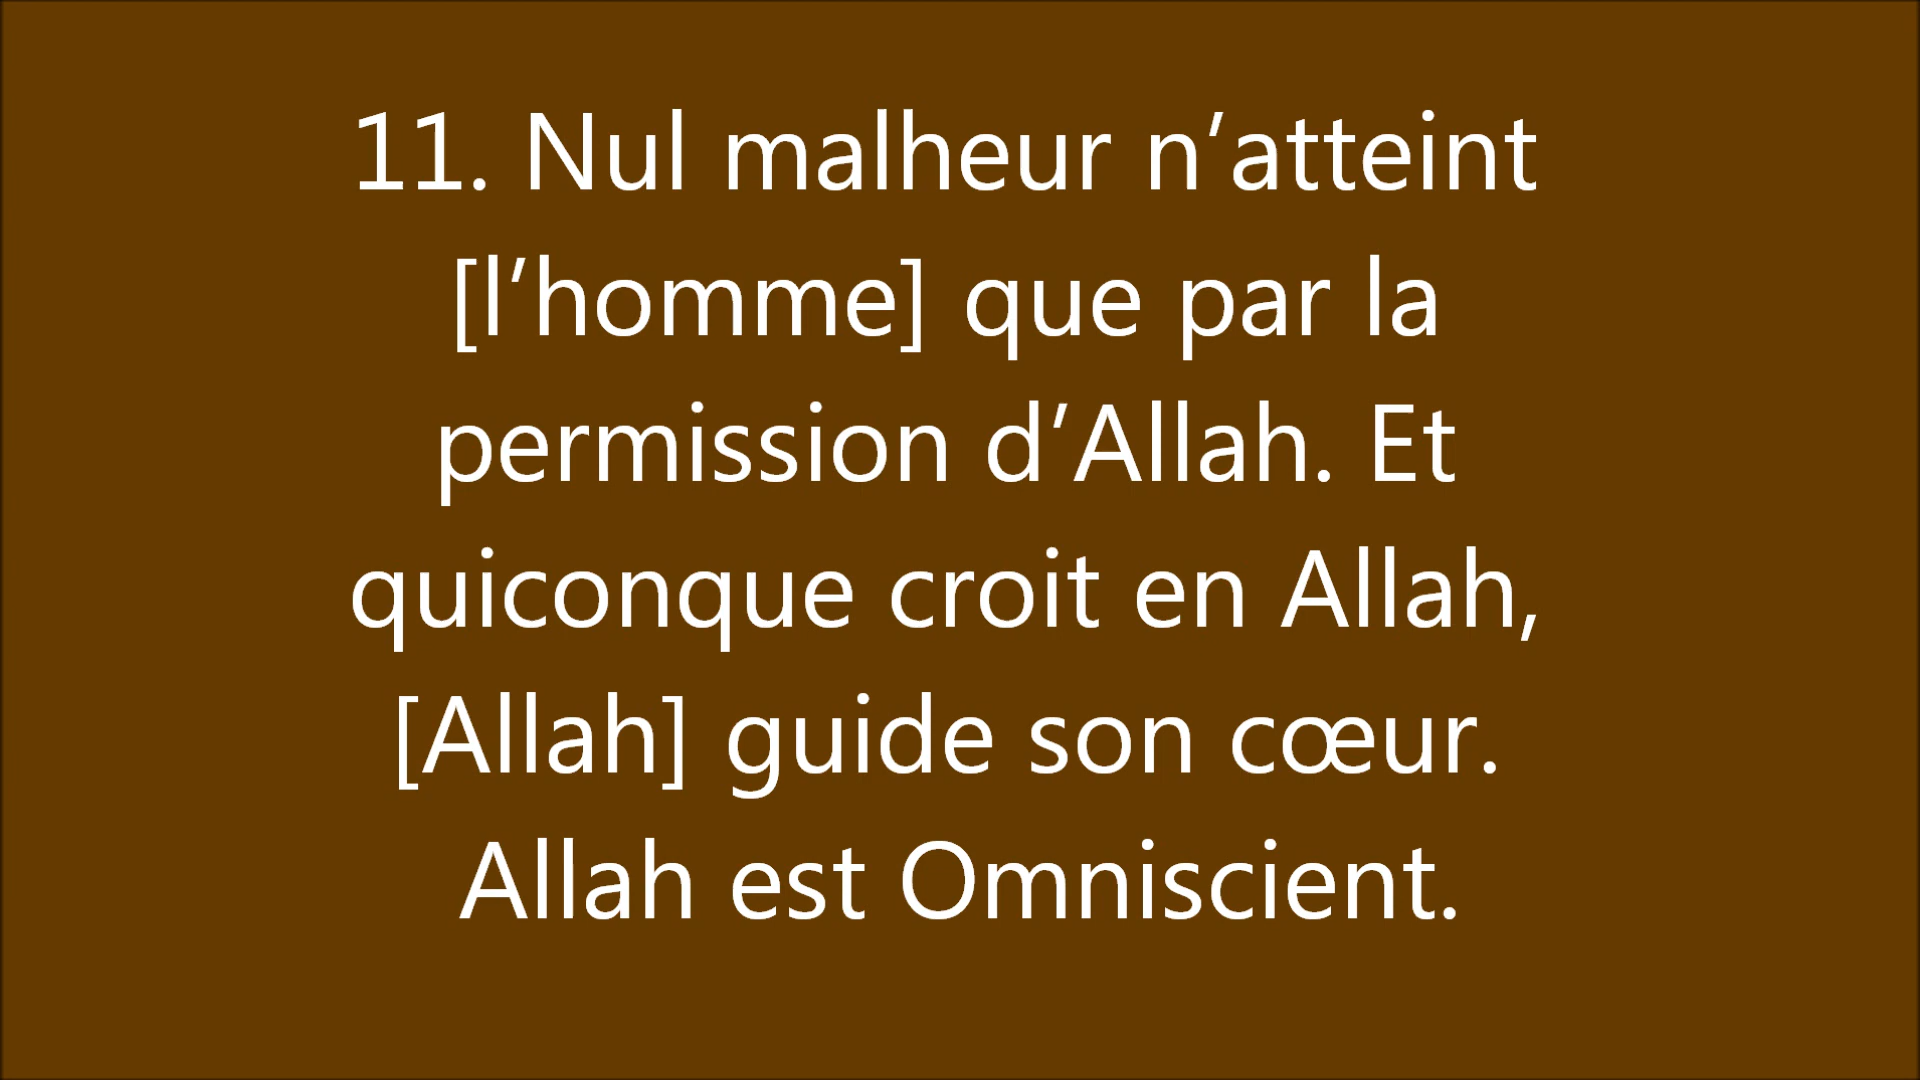 11. Nul malheur n’atteint
[l’homme] que par la
permission d’Allah. Et
quiconque croit en Allah,
[Allah] guide son cœur.
Allah est Omniscient.